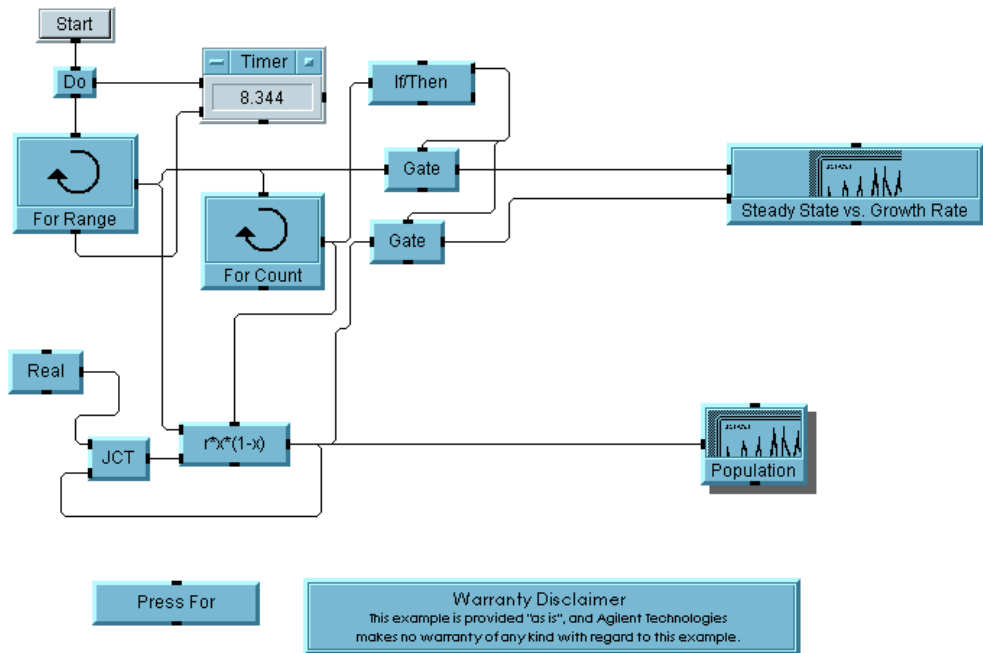 Start
Do
Timer
8.344
If/Then
For Range
Gate
For Count
Gate
Steady State vs. Growth Rate
Real
JCT
r*x*(1-x)
Population
Press For
Warranty Disclaimer
This example is provided "as is", and Agilent Technologies
makes no warranty of any kind with regard to this example.